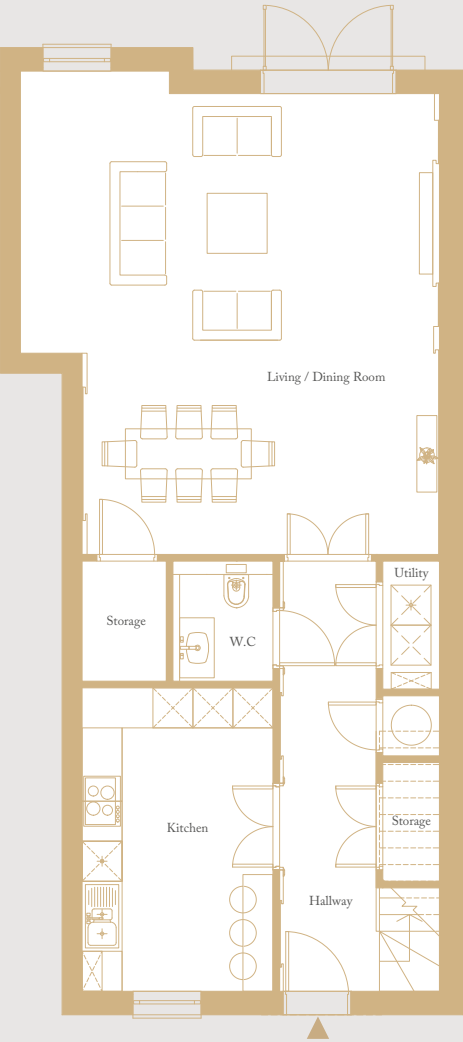 Living / Dining Room
Utility
Storage
W.C
Kitchen
Storage
Hallway